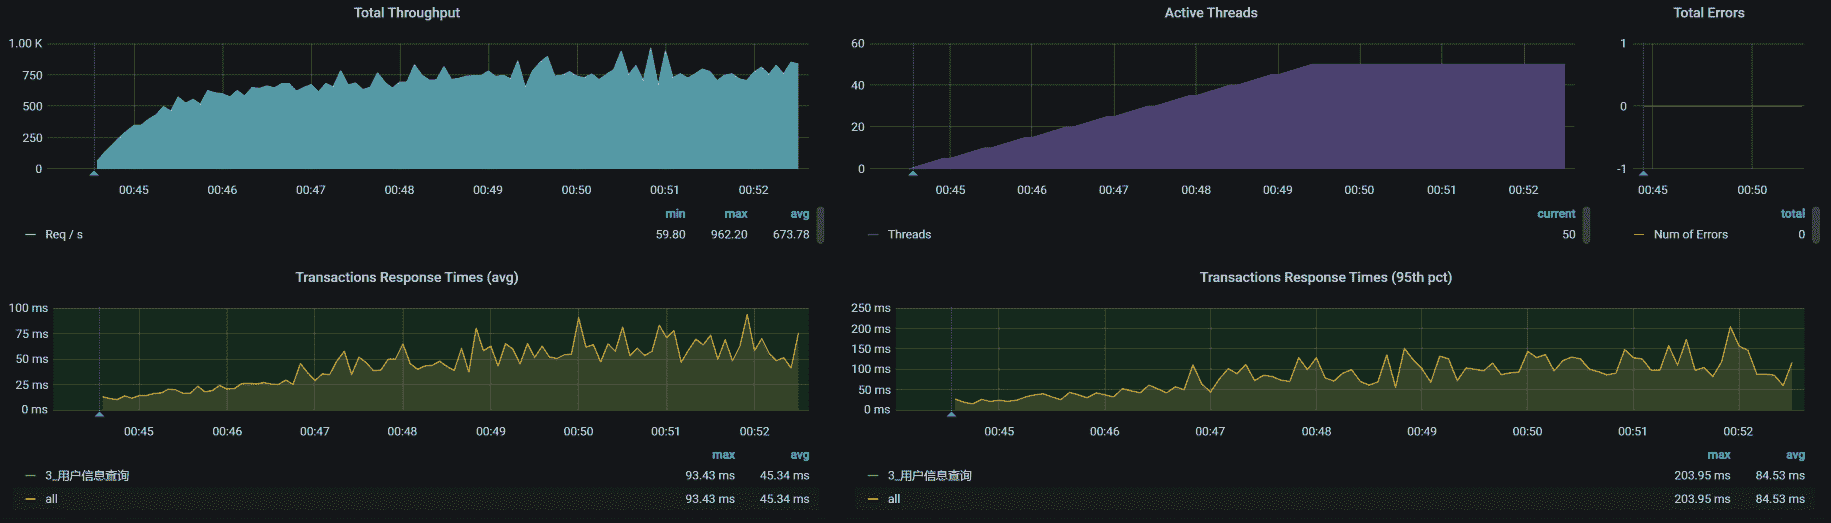 Total Throughput
1.00 K
750
500
250
0
00:45 00:46 00:47 00:48 00:49 00:50 00:51 00:52
min max avg
Req / s 59.80 962.20 673.78
Active Threads
60
40
20
0
00:45 00:46 00:47 00:48 00:49 00:50 00:51 00:52
current
Threads 50
Total Errors
1
0
-1
00:45 00:50
total
Num of Errors 0
Transactions Response Times (avg)
100 ms
75 ms
50 ms
25 ms
0 ms
00:45 00:46 00:47 00:48 00:49 00:50 00:51 00:52
max avg
3_用户信息查询 93.43 ms 45.34 ms
all 93.43 ms 45.34 ms
Transactions Response Times (95th pct)
250 ms
200 ms
150 ms
100 ms
50 ms
0 ms
00:45 00:46 00:47 00:48 00:49 00:50 00:51 00:52
max avg
3_用户信息查询 203.95 ms 84.53 ms
all 203.95 ms 84.53 ms